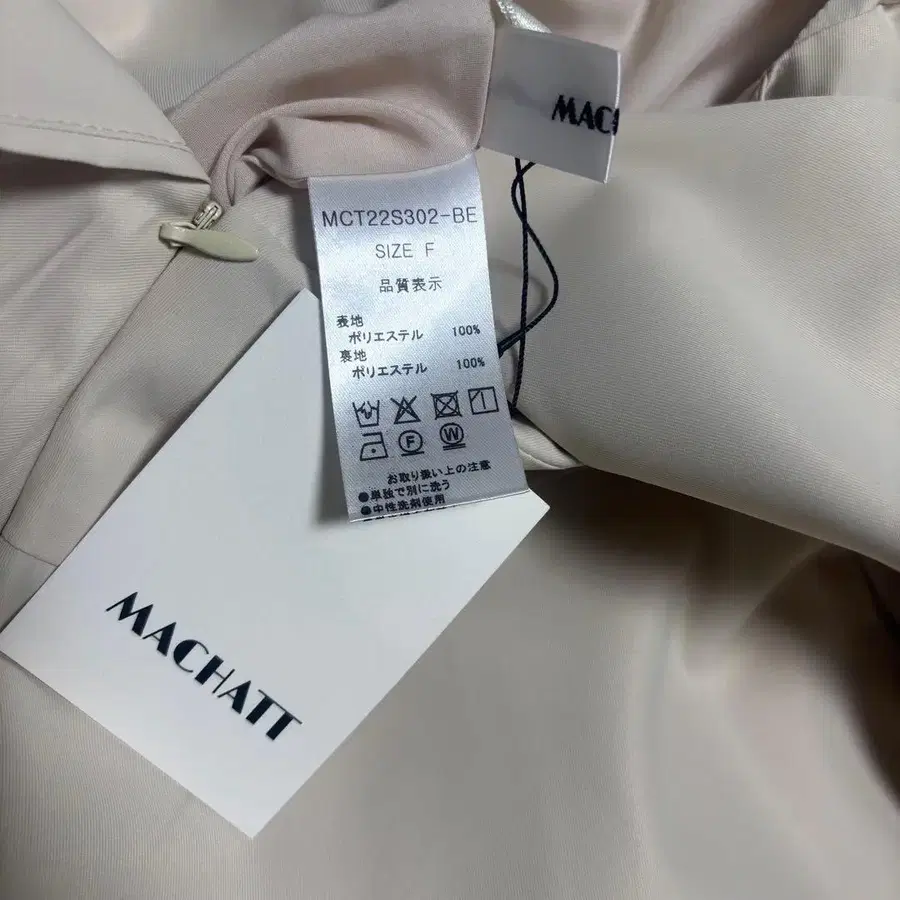 MCT22S302-BE
SIZE F
品質表示
表地
ポリエステル 100%
裏地
ポリエステル 100%
F W
お取り扱い上の注意
●単独で別に洗う
●中性洗剤使用
MACHATT